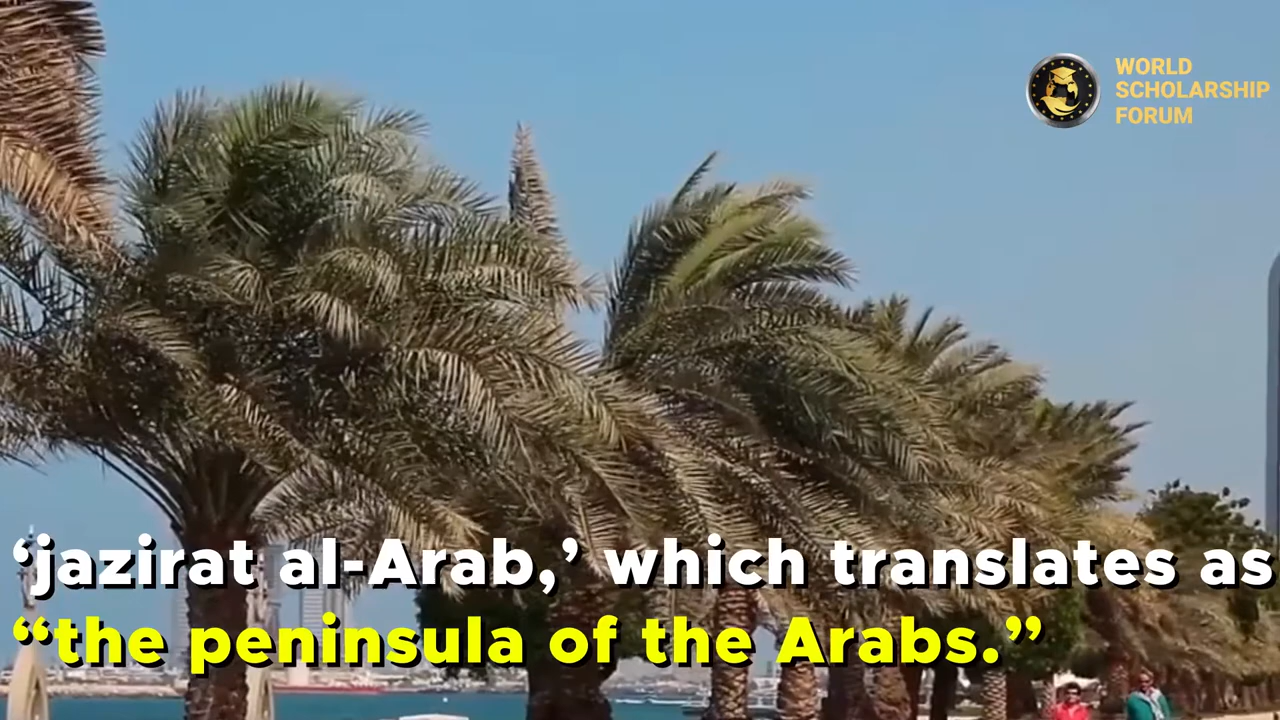 WORLD
SCHOLARSHIP
FORUM
‘jazirat al-Arab,’ which translates as
“the peninsula of the Arabs.”